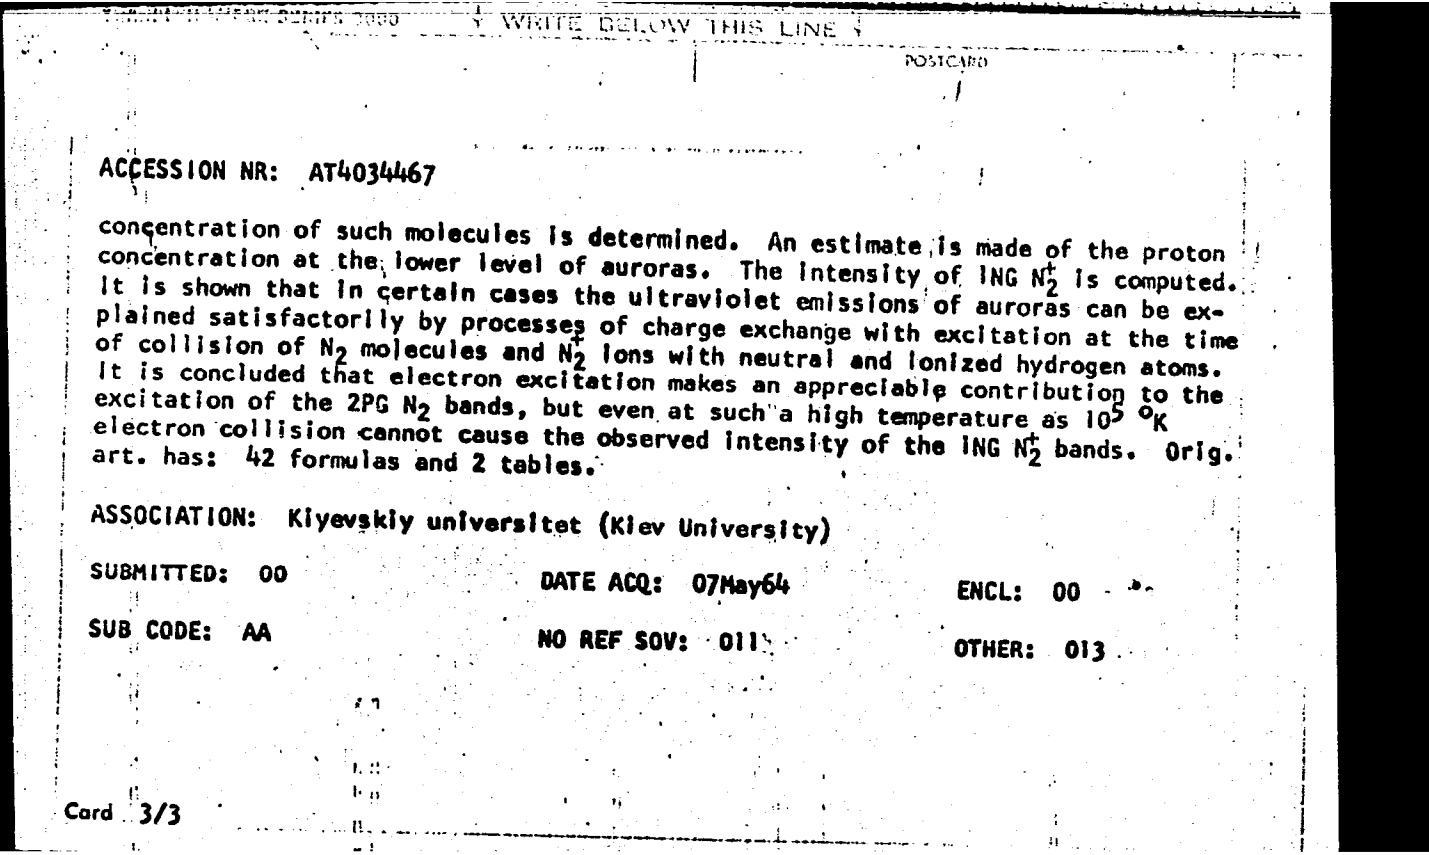 WRITE BELOW THIS LINE
POSTCARD
ACCESSION NR: AT4034467
concentration of such molecules is determined. An estimate is made of the proton
concentration at the lower level of auroras. The intensity of 1NG N₂⁺ is computed.
It is shown that in certain cases the ultraviolet emissions of auroras can be ex-
plained satisfactorily by processes of charge exchange with excitation at the time
of collision of N₂ molecules and N₂⁺ ions with neutral and ionized hydrogen atoms.
It is concluded that electron excitation makes an appreciable contribution to the
excitation of the 2PG N₂ bands, but even at such a high temperature as 10⁵ °K
electron collision cannot cause the observed intensity of the 1NG N₂⁺ bands. Orig.
art. has: 42 formulas and 2 tables.
ASSOCIATION: Kiyevskiy universitet (Kiev University)
SUBMITTED: 00 DATE ACQ: 07May64 ENCL: 00
SUB CODE: AA NO REF SOV: 011 OTHER: 013
Card 3/3